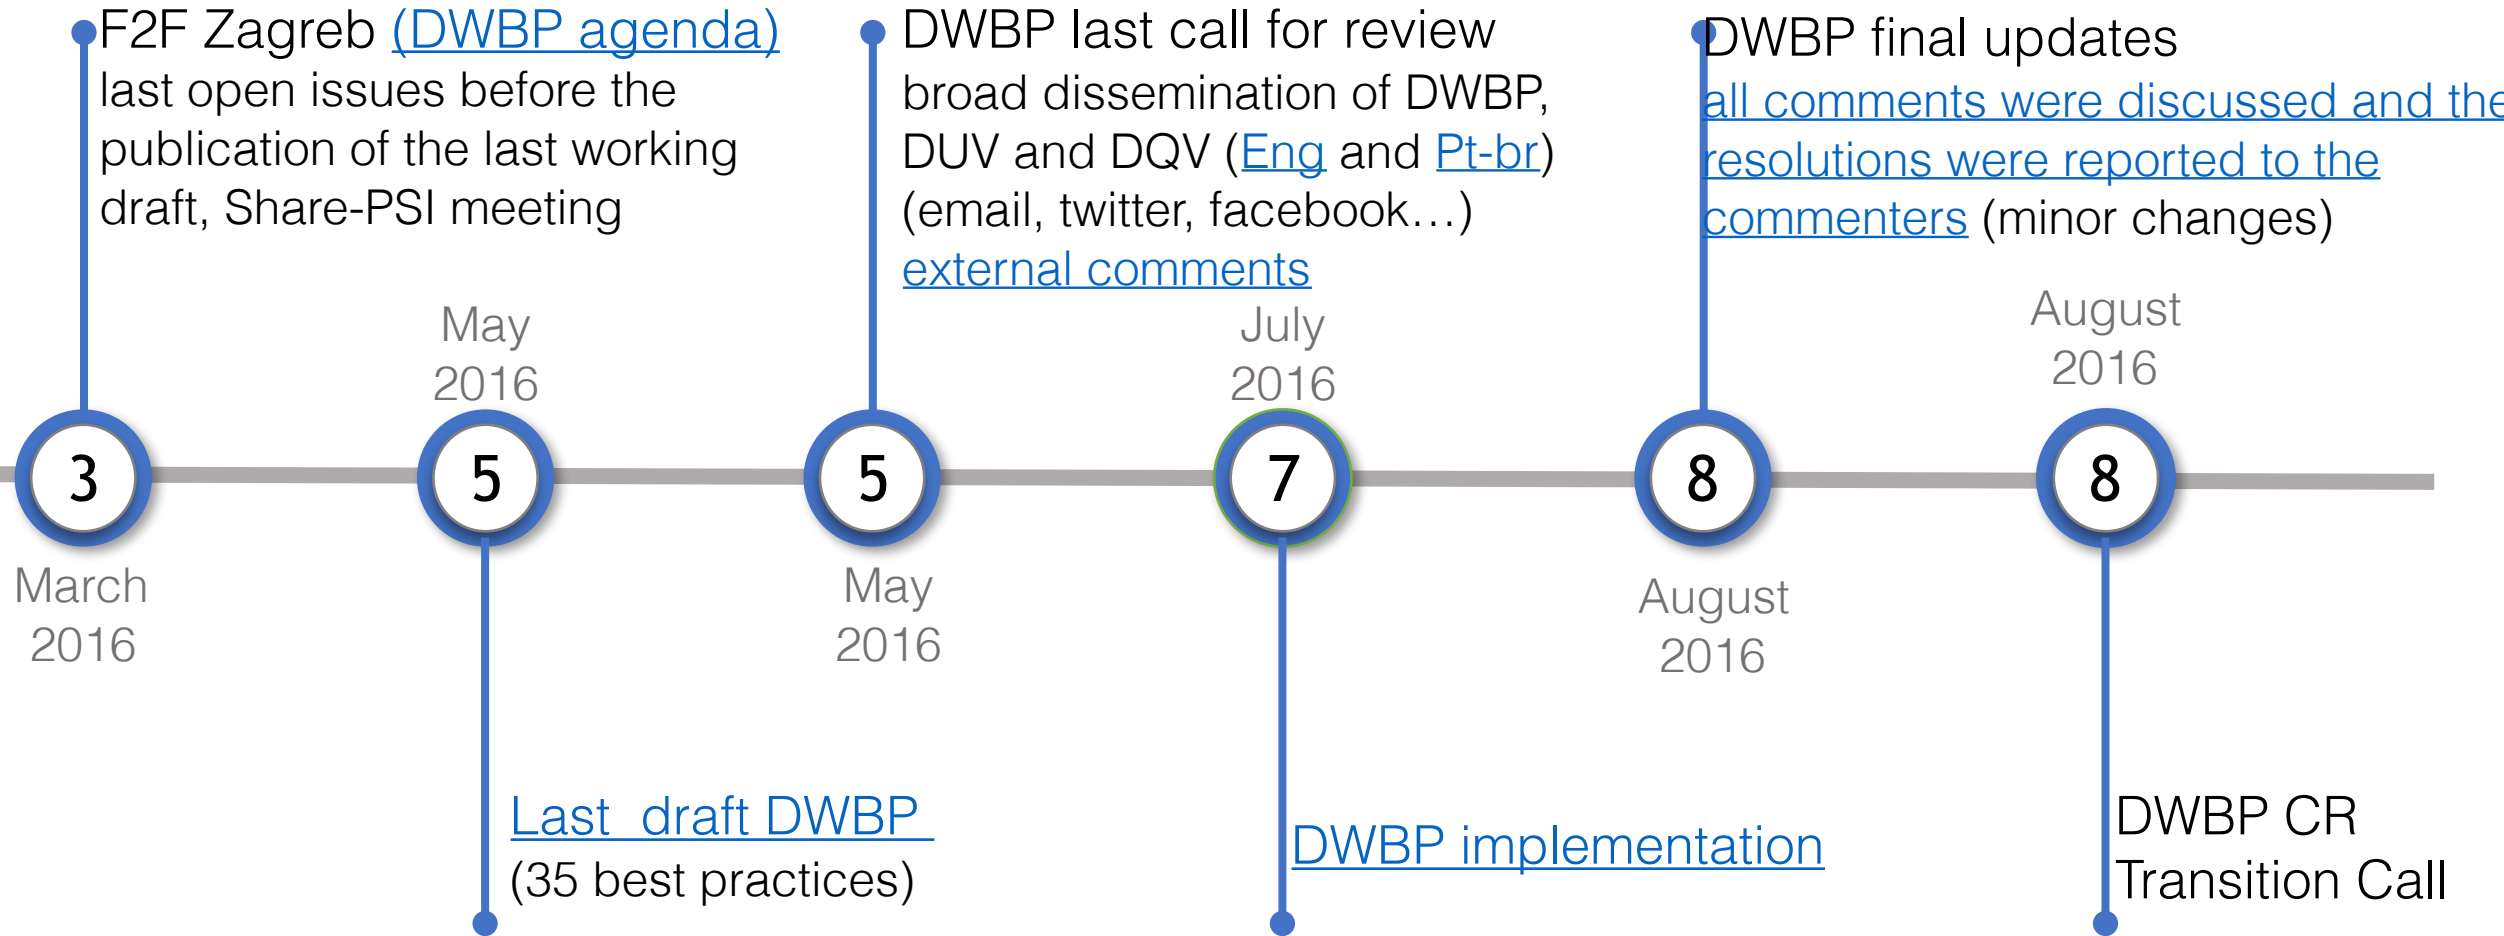 F2F Zagreb (DWBP agenda)
last open issues before the
publication of the last working
draft, Share-PSI meeting
DWBP last call for review
broad dissemination of DWBP,
DUV and DQV (Eng and Pt-br)
(email, twitter, facebook…)
external comments
DWBP final updates
all comments were discussed and the
resolutions were reported to the
commenters (minor changes)
May
2016
July
2016
August
2016
3
5
5
7
8
8
March
2016
May
2016
August
2016
Last  draft DWBP
(35 best practices)
DWBP implementation
DWBP CR
Transition Call